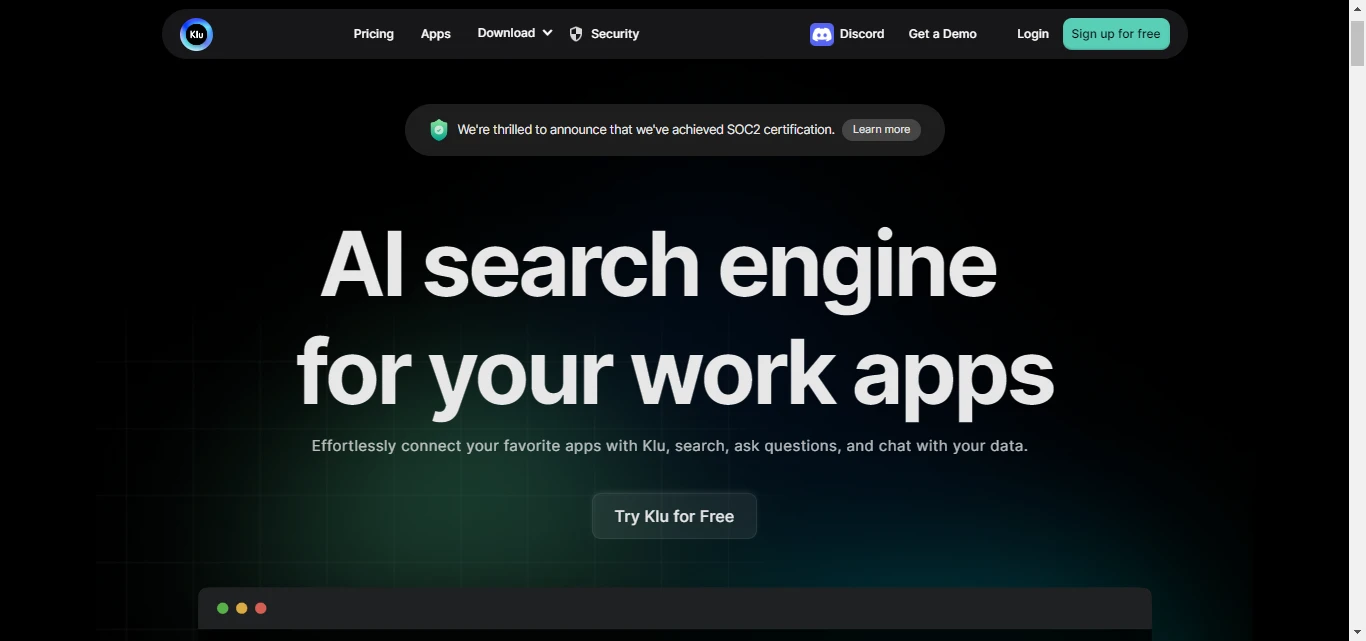 Klu
Pricing Apps Download Security Discord Get a Demo Login Sign up for free
We're thrilled to announce that we've achieved SOC2 certification. Learn more
AI search engine
for your work apps
Effortlessly connect your favorite apps with Klu, search, ask questions, and chat with your data.
Try Klu for Free